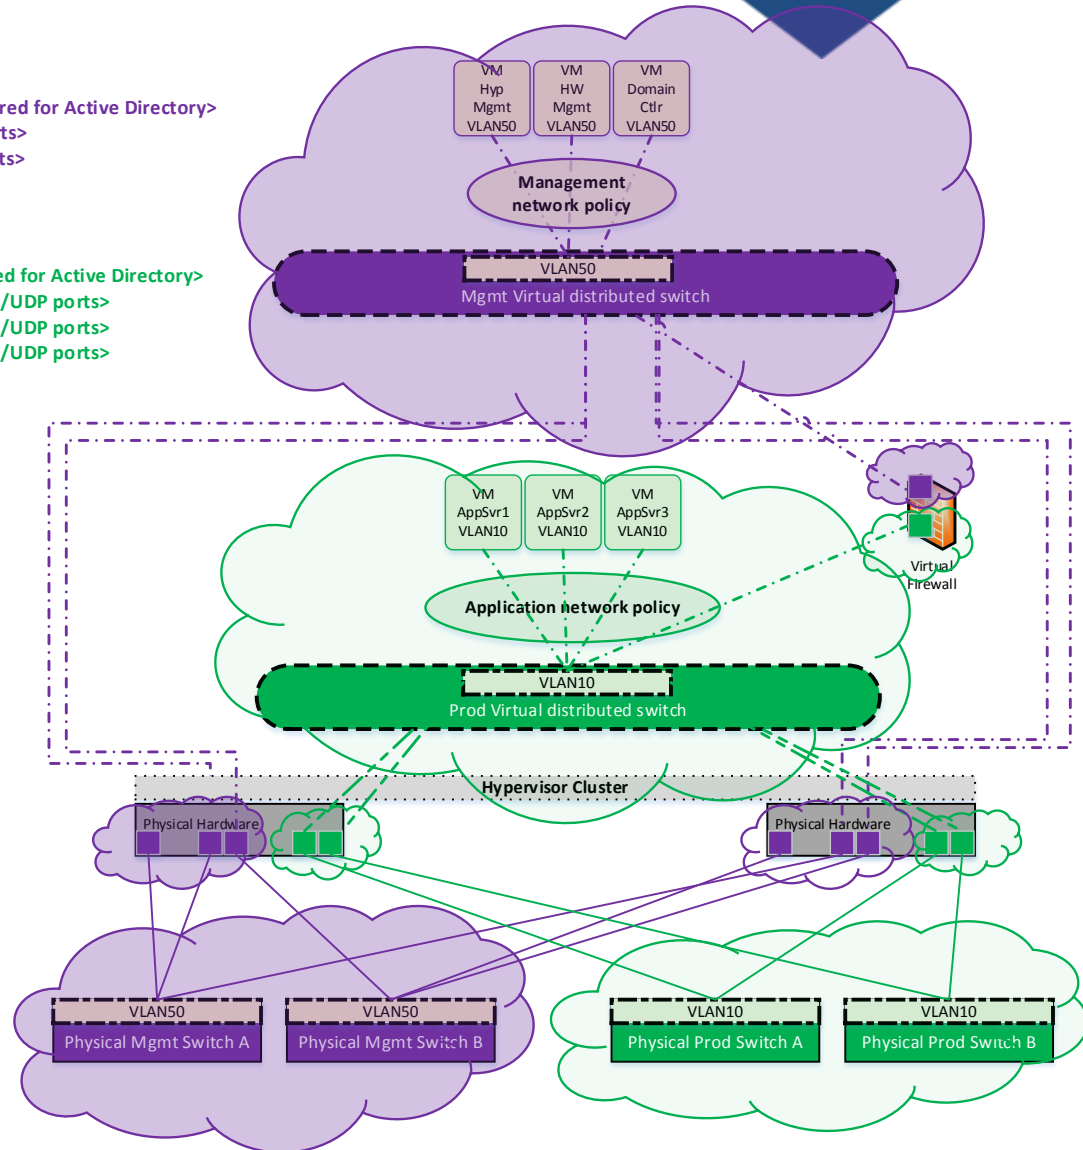 VM
Hyp
Mgmt
VLAN50
VM
HW
Mgmt
VLAN50
VM
Domain
Ctlr
VLAN50
red for Active Directory>
ts>
ts>
Management
network policy
VLAN50
Mgmt Virtual distributed switch
ed for Active Directory>
/UDP ports>
/UDP ports>
/UDP ports>
VM
AppSvr1
VLAN10
VM
AppSvr2
VLAN10
VM
AppSvr3
VLAN10
Virtual
Firewall
Application network policy
VLAN10
Prod Virtual distributed switch
Hypervisor Cluster
Physical Hardware
Physical Hardware
VLAN50
Physical Mgmt Switch A
VLAN50
Physical Mgmt Switch B
VLAN10
Physical Prod Switch A
VLAN10
Physical Prod Switch B